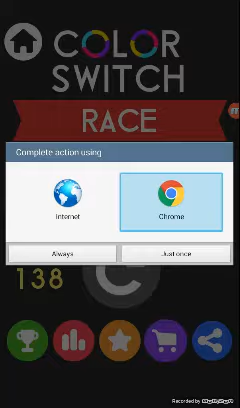 COLOR
SWITCH
RACE
Complete action using
Internet
Chrome
Always
Just once
138
Recorded by